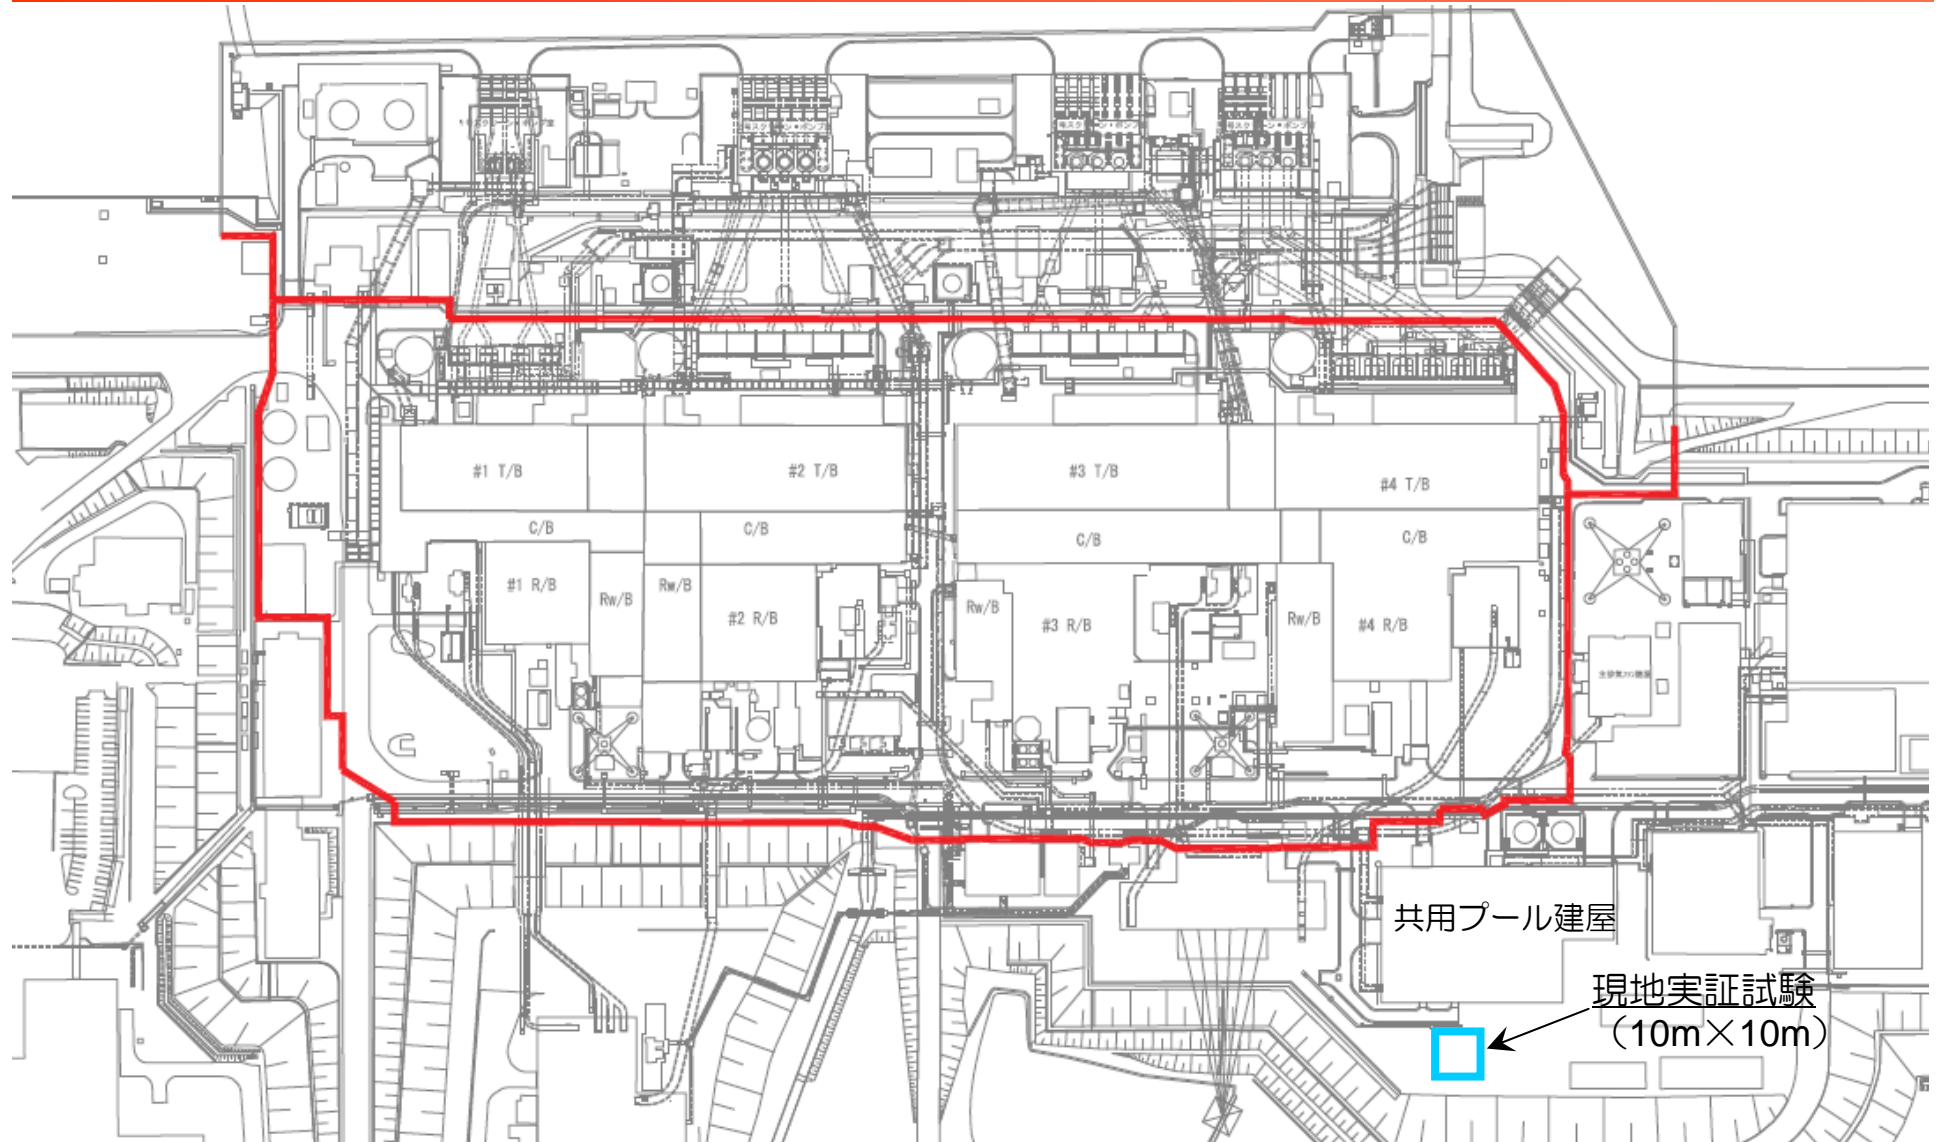 #1 T/B
#2 T/B
#3 T/B
#4 T/B
C/B
C/B
C/B
C/B
#1 R/B
Rw/B
Rw/B
#2 R/B
Rw/B
#3 R/B
Rw/B
#4 R/B
共用プール建屋
現地実証試験
（10m×10m）